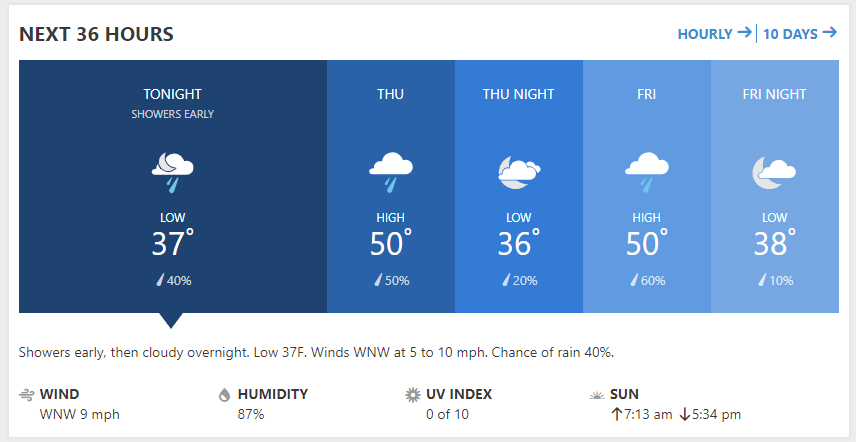 NEXT 36 HOURS
HOURLY → | 10 DAYS →
TONIGHT THU THU NIGHT FRI FRI NIGHT
SHOWERS EARLY
LOW HIGH LOW HIGH LOW
37° 50° 36° 50° 38°
40% 50% 20% 60% 10%
Showers early, then cloudy overnight. Low 37F. Winds WNW at 5 to 10 mph. Chance of rain 40%.
WIND HUMIDITY UV INDEX SUN
WNW 9 mph 87% 0 of 10 ↑7:13 am ↓5:34 pm